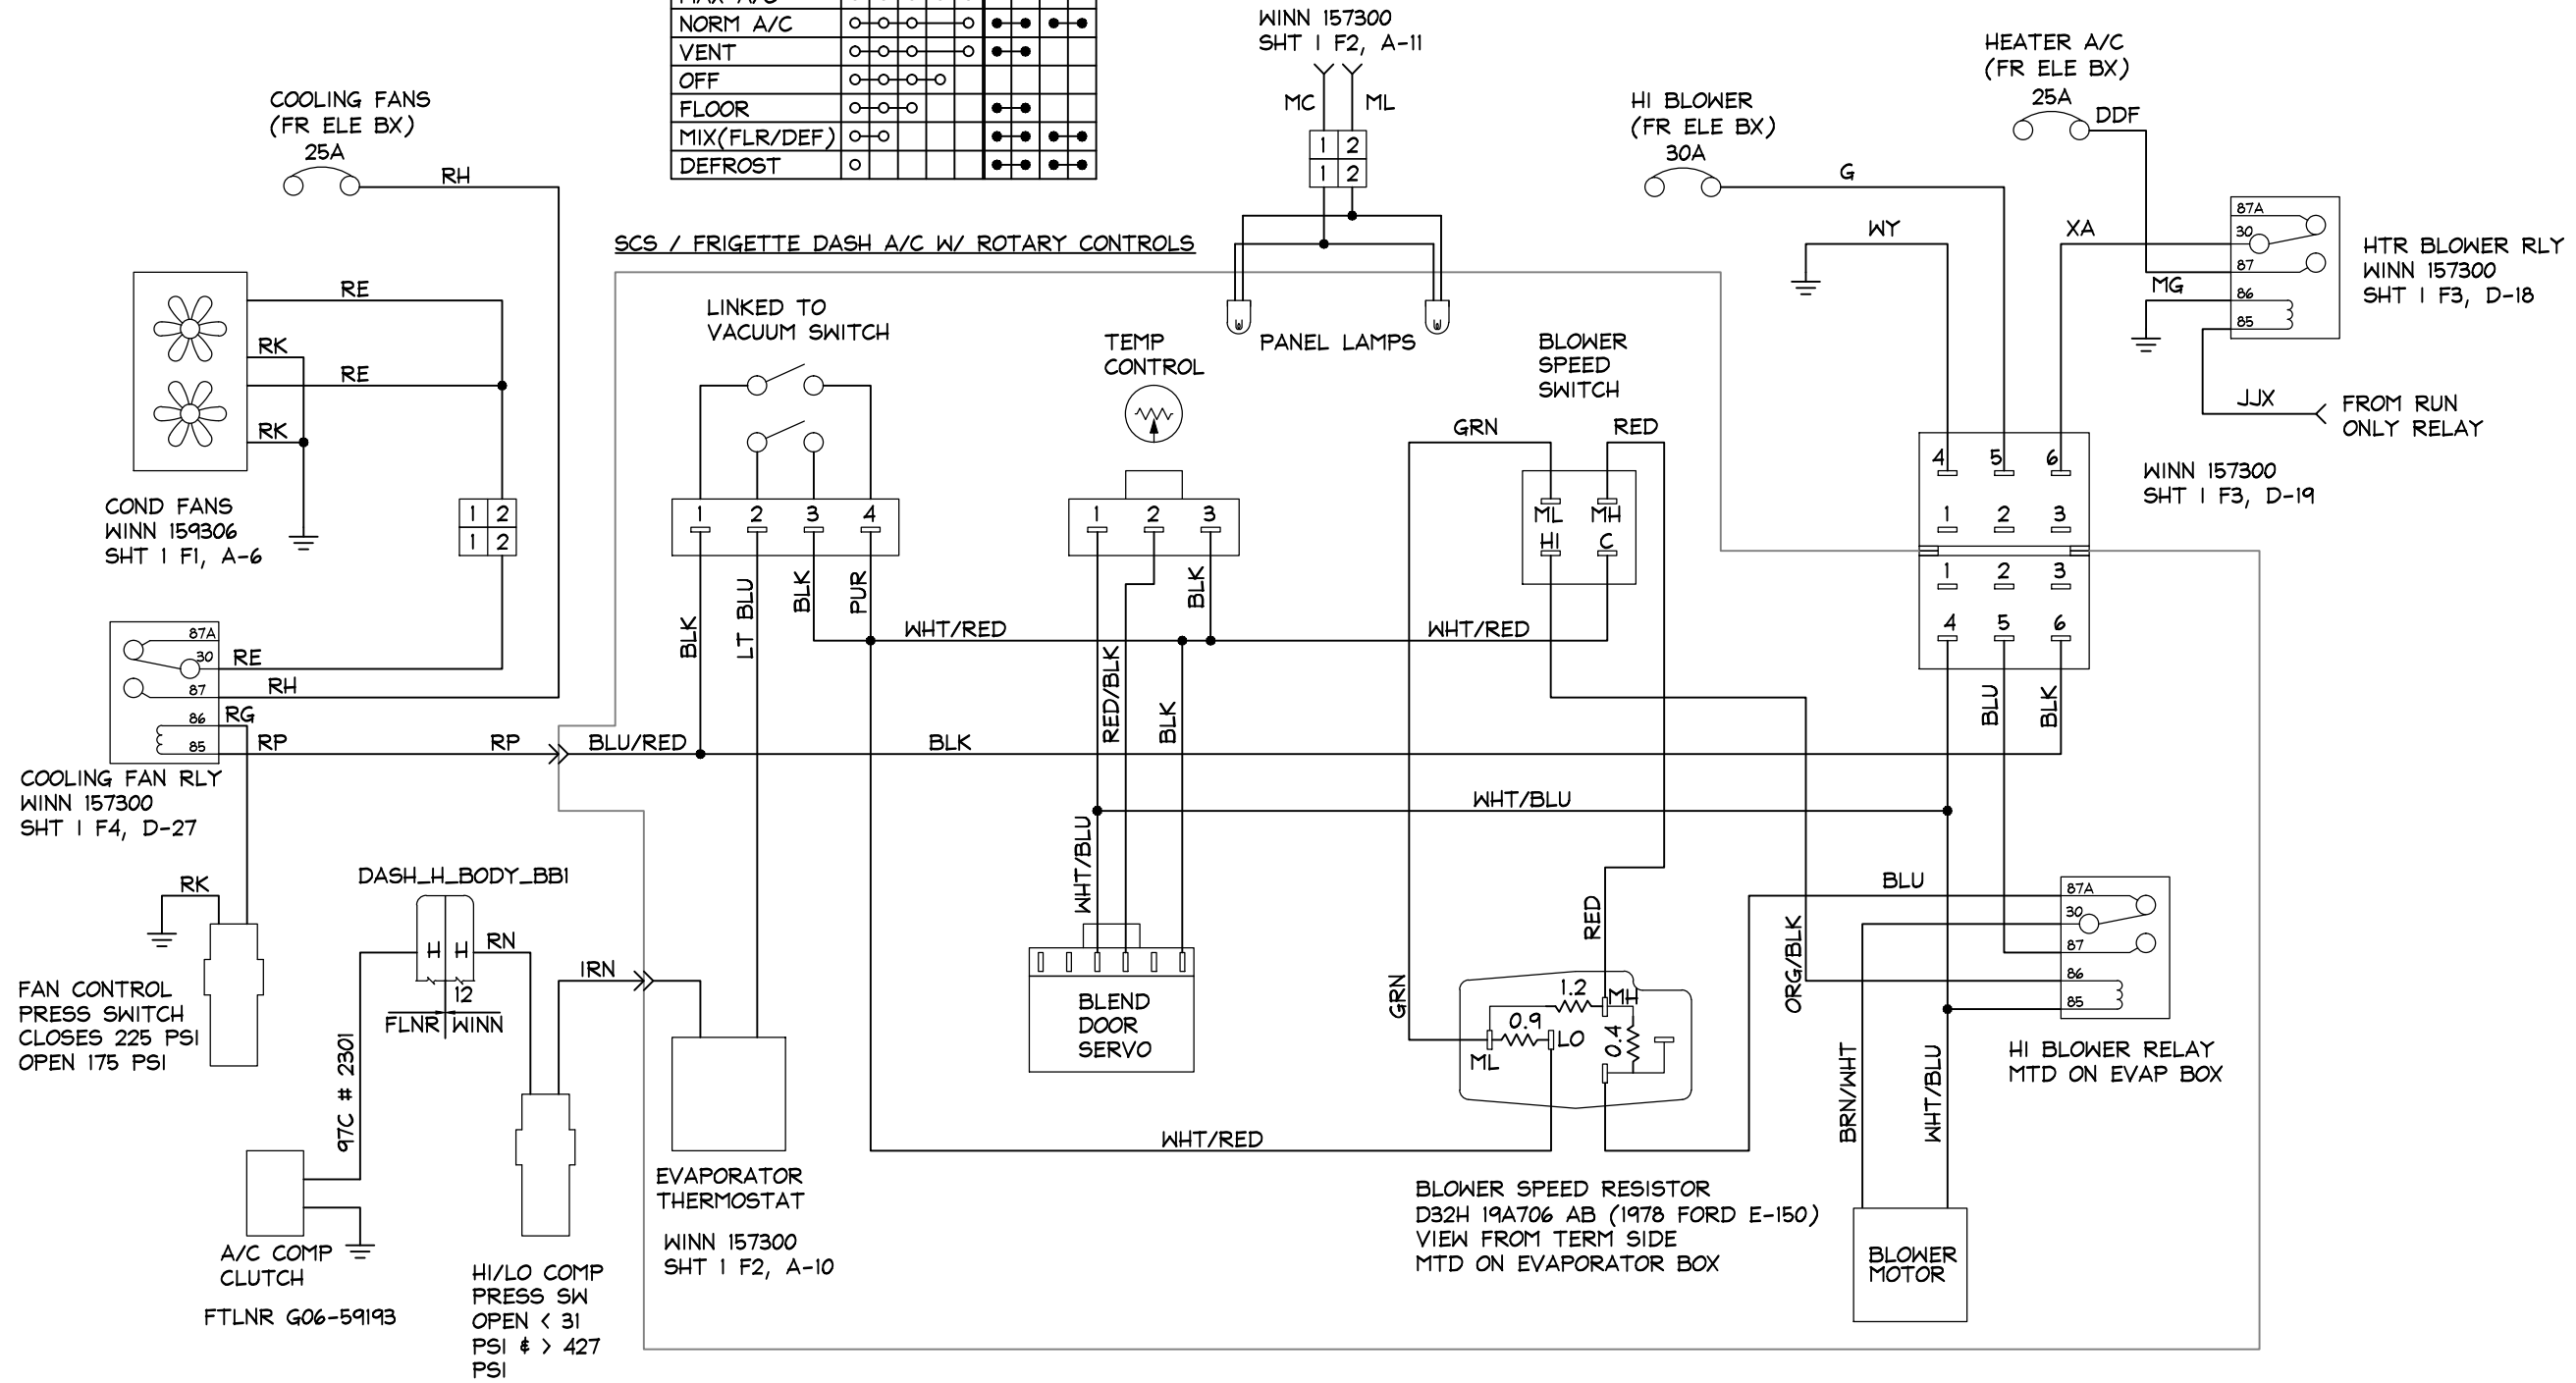 NORM A/C
VENT
OFF
FLOOR
MIX(FLR/DEF)
DEFROST
WINN 157300
SHT 1 F2, A-11
MC
ML
1 2
1 2
COOLING FANS
(FR ELE BX)
25A
RH
HI BLOWER
(FR ELE BX)
30A
G
HEATER A/C
(FR ELE BX)
25A
DDF
SCS / FRIGETTE DASH A/C W/ ROTARY CONTROLS
WY
XA
87A
30
87
86
85
MG
HTR BLOWER RLY
WINN 157300
SHT 1 F3, D-18
JJX
FROM RUN
ONLY RELAY
WINN 157300
SHT 1 F3, D-19
RE
RK
RE
RK
COND FANS
WINN 159306
SHT 1 F1, A-6
1 2
1 2
LINKED TO
VACUUM SWITCH
1 2 3 4
BLK
LT BLU
BLK
PUR
TEMP
CONTROL
1 2 3
RED/BLK
BLK
BLK
PANEL LAMPS
BLOWER
SPEED
SWITCH
GRN
RED
ML MH
HI C
WHT/RED
WHT/RED
4 5 6
1 2 3
1 2 3
4 5 6
BLU
BLK
87A
30
87
86
85
RE
RH
RG
RP
RP
BLU/RED
BLK
COOLING FAN RLY
WINN 157300
SHT 1 F4, D-27
WHT/BLU
WHT/BLU
RK
FAN CONTROL
PRESS SWITCH
CLOSES 225 PSI
OPEN 175 PSI
DASH_H_BODY_BB1
H H
12
FLNR WINN
RN
IRN
97C # 2301
A/C COMP
CLUTCH
FTLNR G06-59193
HI/LO COMP
PRESS SW
OPEN < 31
PSI & > 427
PSI
EVAPORATOR
THERMOSTAT
WINN 157300
SHT 1 F2, A-10
BLEND
DOOR
SERVO
WHT/RED
GRN
RED
ORG/BLK
1.2
MH
0.9
LO
0.4
ML
BLOWER SPEED RESISTOR
D32H 19A706 AB (1978 FORD E-150)
VIEW FROM TERM SIDE
MTD ON EVAPORATOR BOX
BLU
87A
30
87
86
85
HI BLOWER RELAY
MTD ON EVAP BOX
BRN/WHT
WHT/BLU
BLOWER
MOTOR